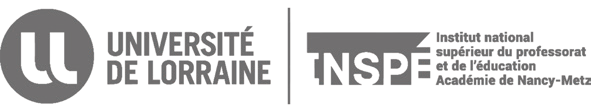 UNIVERSITÉ
DE LORRAINE
INSPÉ
Institut national
supérieur du professorat
et de l'éducation
Académie de Nancy-Metz